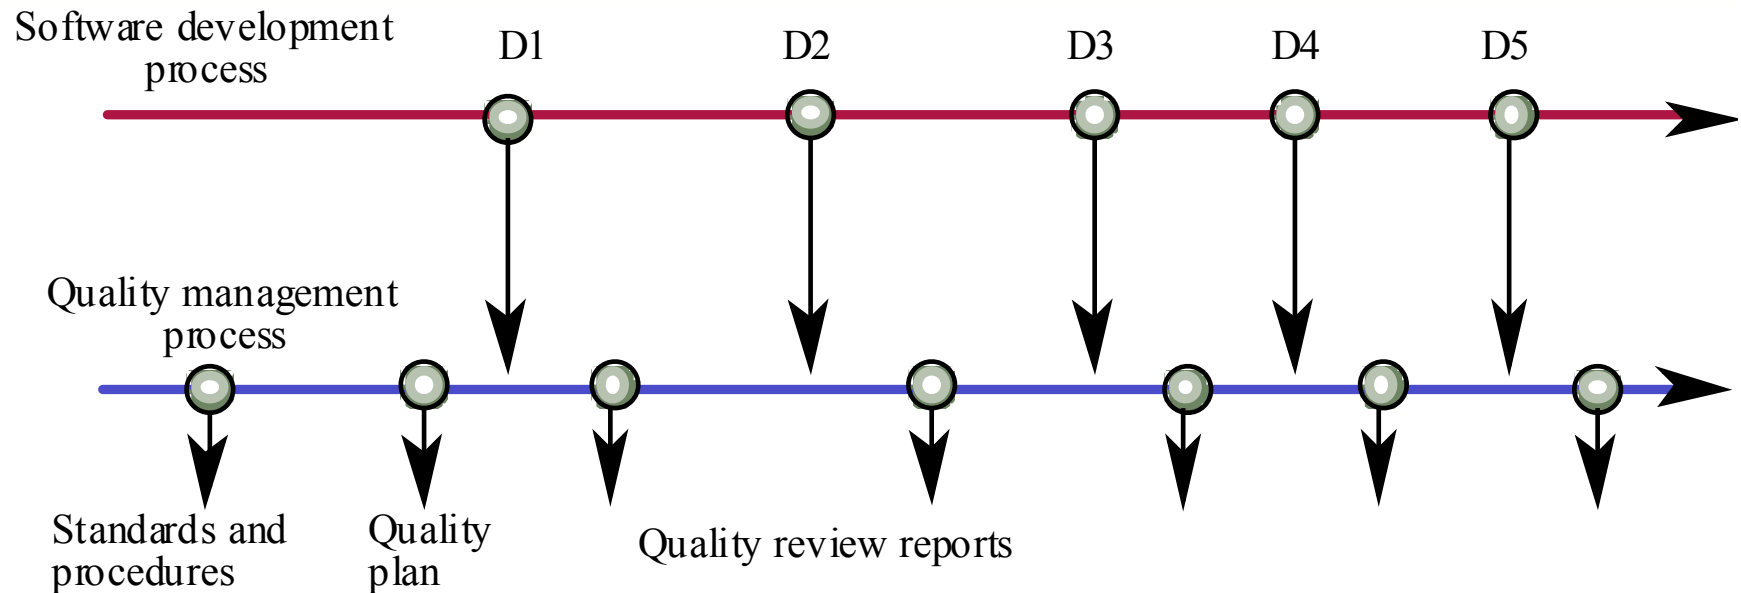 Software development
process
D1
D2
D3
D4
D5
Quality management
process
Standards and
procedures
Quality
plan
Quality review reports